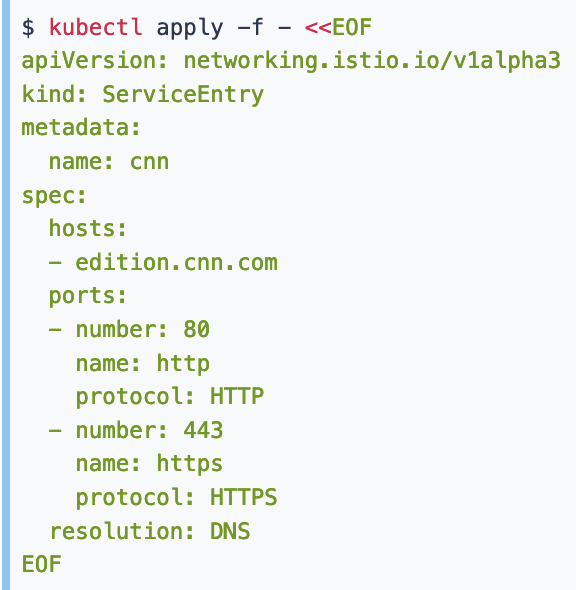 $ kubectl apply -f - <<EOF
apiVersion: networking.istio.io/v1alpha3
kind: ServiceEntry
metadata:
  name: cnn
spec:
  hosts:
  - edition.cnn.com
  ports:
  - number: 80
    name: http
    protocol: HTTP
  - number: 443
    name: https
    protocol: HTTPS
  resolution: DNS
EOF